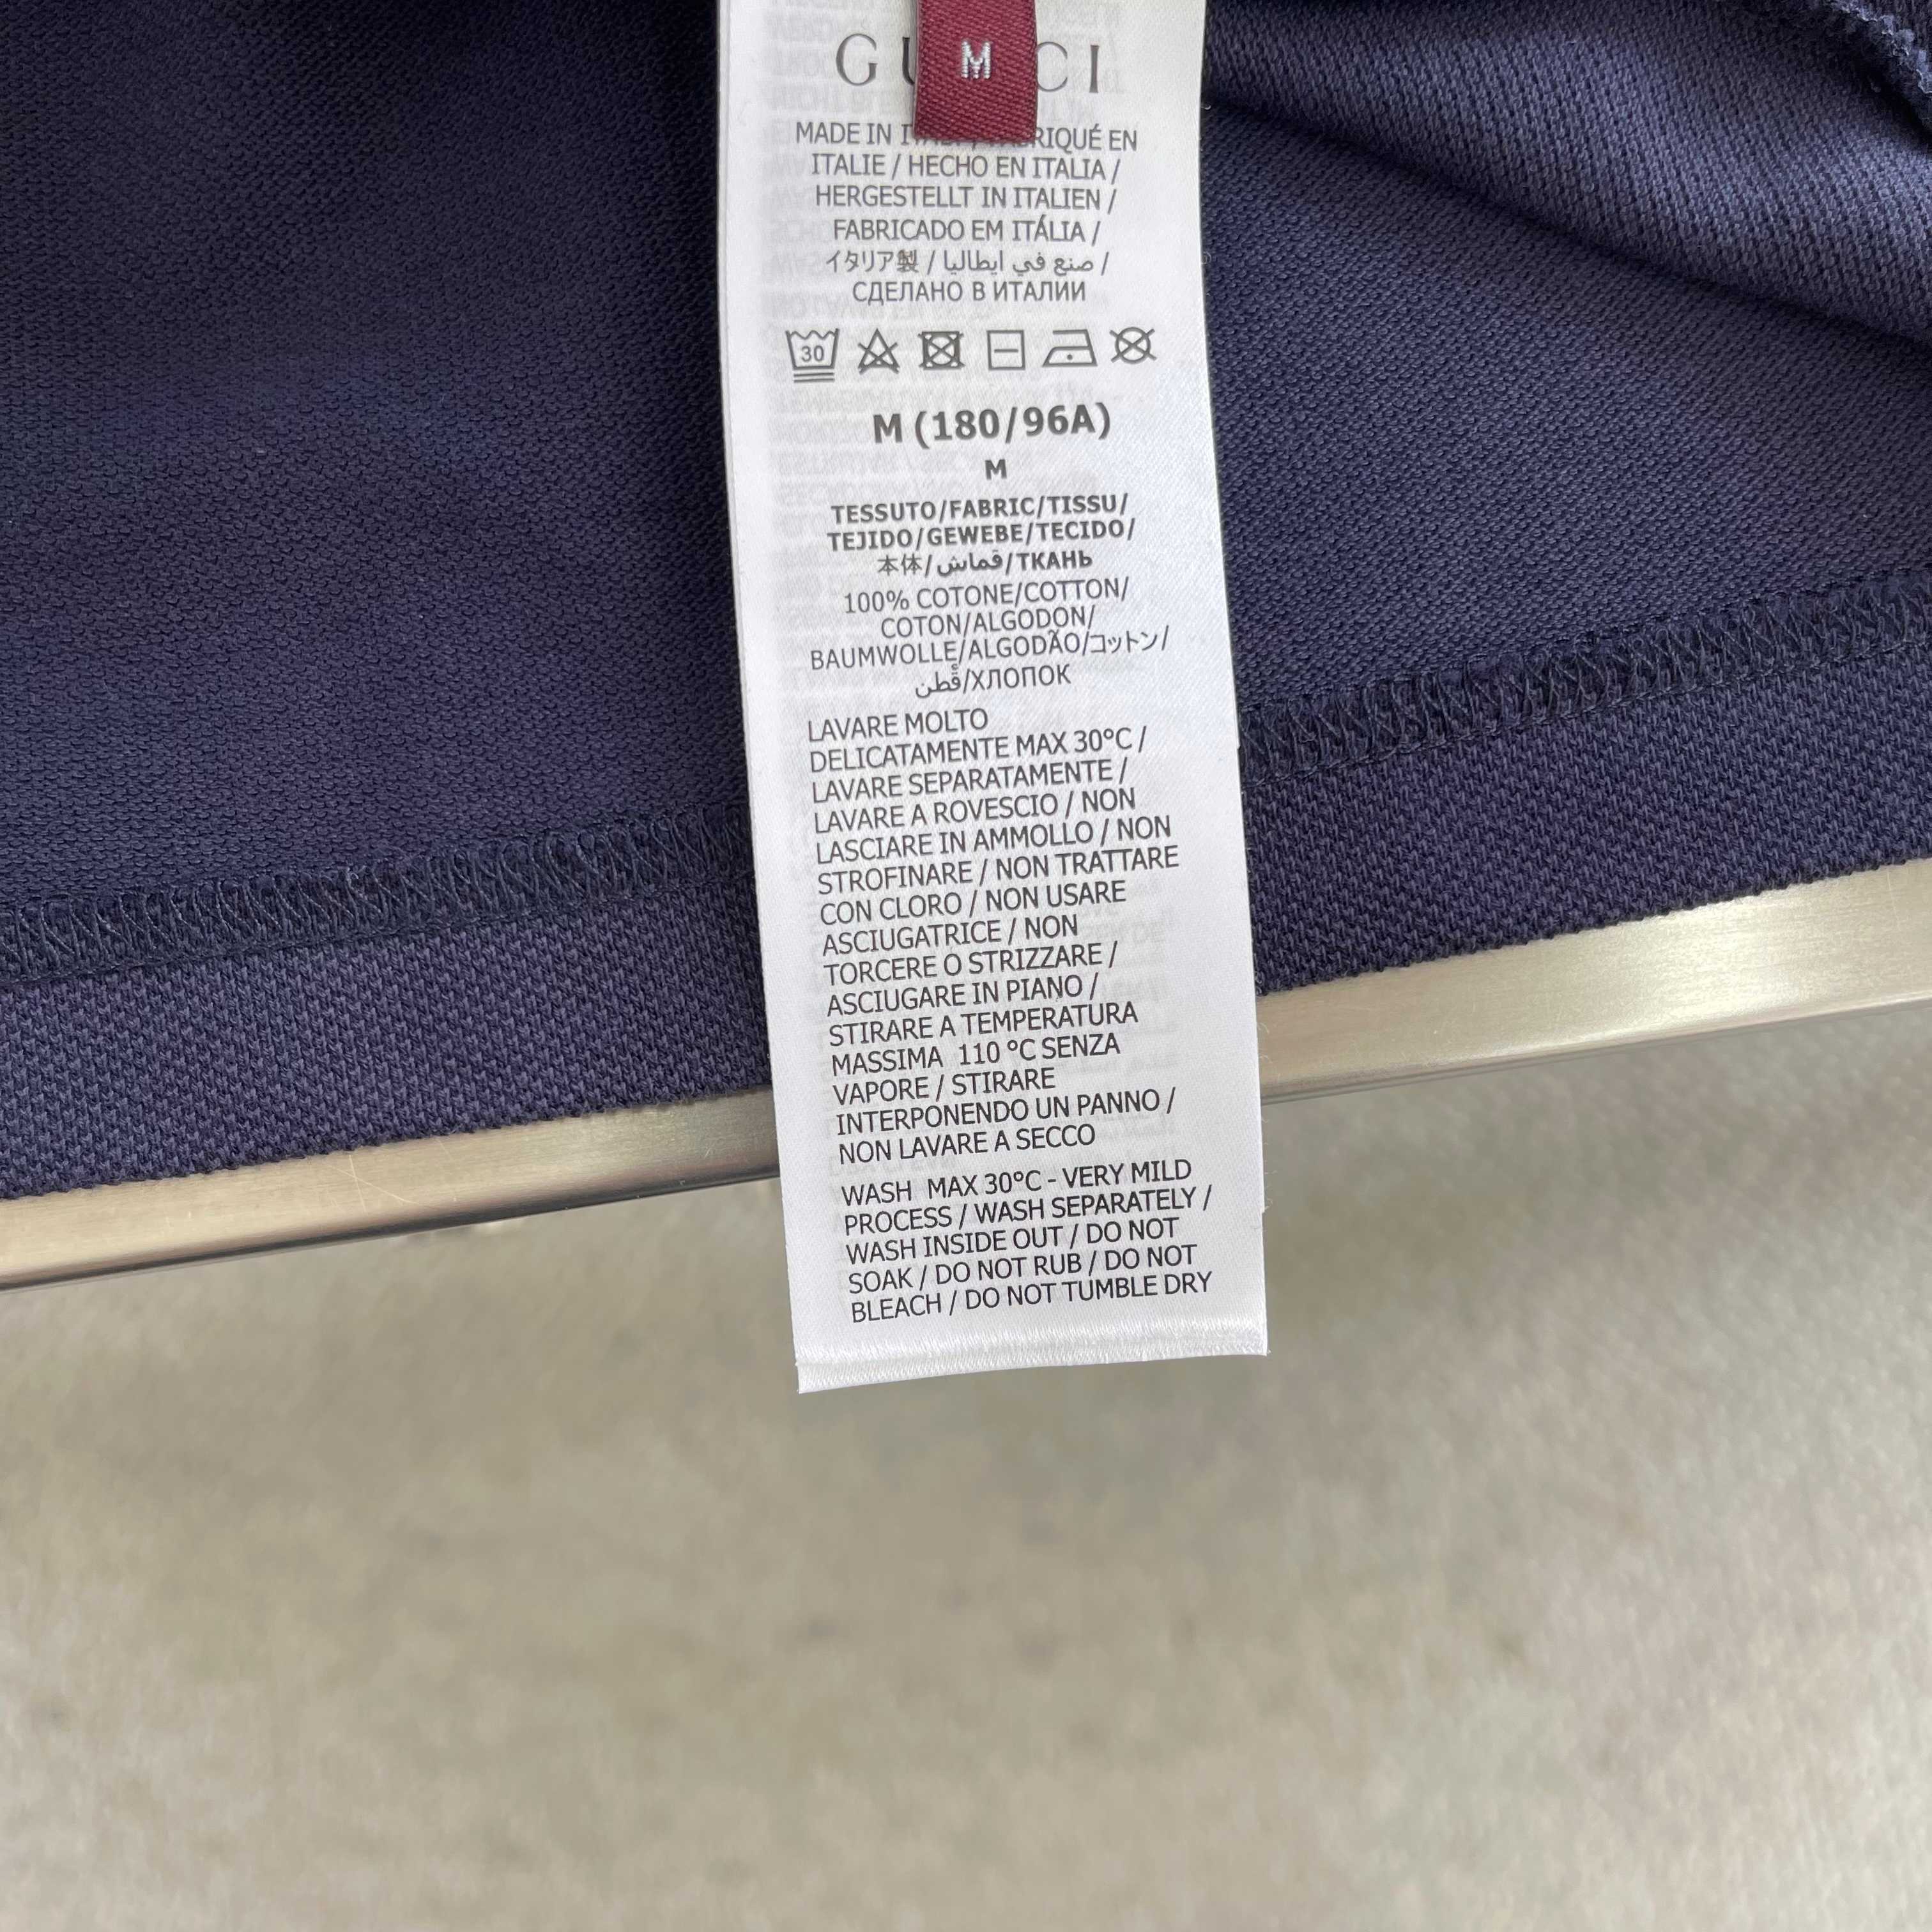 M
MADE IN RIQUÉ EN
ITALIE / HECHO EN ITALIA /
HERGESTELLT IN ITALIEN /
FABRICADO EM ITÁLIA /
イタリア製 / صنع في ايطاليا /
СДЕЛАНО В ИТАЛИИ
30
M (180/96A)
M
TESSUTO/FABRIC/TISSU/
TEJIDO/GEWEBE/TECIDO/
本体/قماش/ТКАНЬ
100% COTONE/COTTON/
COTON/ALGODON/
BAUMWOLLE/ALGODÃO/コットン/
قُطن/ХЛОПОК
LAVARE MOLTO
DELICATAMENTE MAX 30°C /
LAVARE SEPARATAMENTE /
LAVARE A ROVESCIO / NON
LASCIARE IN AMMOLLO / NON
STROFINARE / NON TRATTARE
CON CLORO / NON USARE
ASCIUGATRICE / NON
TORCERE O STRIZZARE /
ASCIUGARE IN PIANO /
STIRARE A TEMPERATURA
MASSIMA 110 °C SENZA
VAPORE / STIRARE
INTERPONENDO UN PANNO /
NON LAVARE A SECCO
WASH MAX 30°C - VERY MILD
PROCESS / WASH SEPARATELY /
WASH INSIDE OUT / DO NOT
SOAK / DO NOT RUB / DO NOT
BLEACH / DO NOT TUMBLE DRY